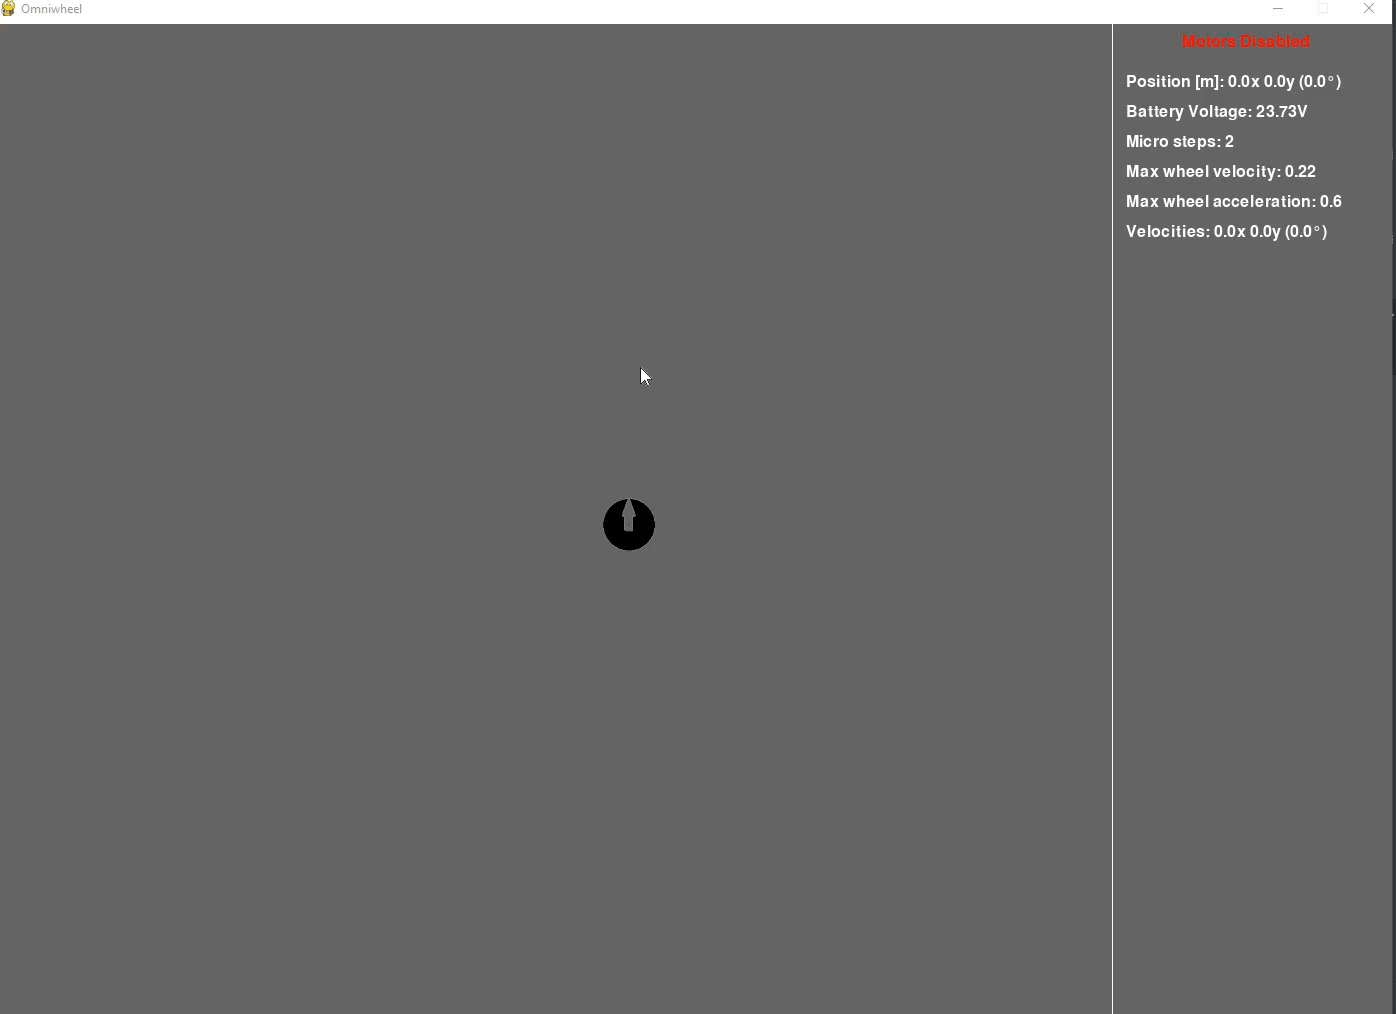 Omniwheel
Motors Disabled
Position [m]: 0.0x 0.0y (0.0°)
Battery Voltage: 23.73V
Micro steps: 2
Max wheel velocity: 0.22
Max wheel acceleration: 0.6
Velocities: 0.0x 0.0y (0.0°)